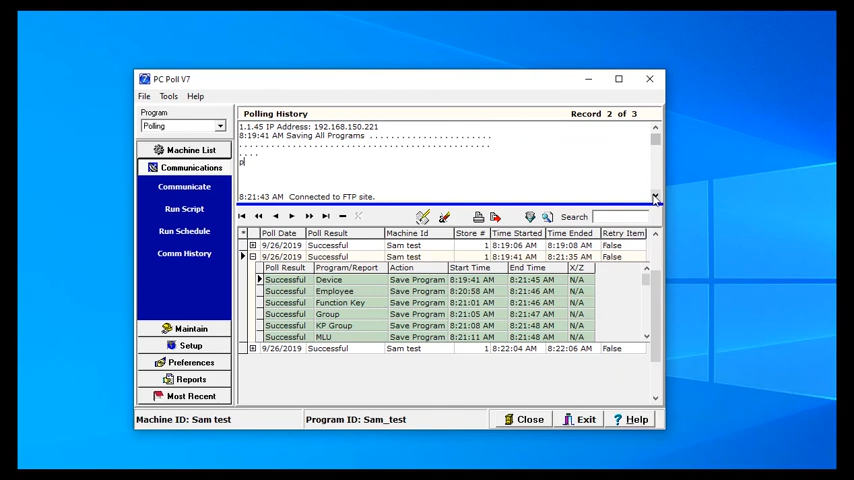 PC Poll V7
File Tools Help
Program
Polling
Machine List
Communications
Communicate
Run Script
Run Schedule
Comm History
Maintain
Setup
Preferences
Reports
Most Recent
Polling History Record 2 of 3
1.1.45 IP Address: 192.168.150.221
8:19:41 AM Saving All Programs . . . . . . . . . . . . . . . . . . . . . . .
. . . . . . . . . . . . . . . . . . . . . . . . . . . . . . . . . . . . . . . . . . . . . . .
. . . .
p
8:21:43 AM Connected to FTP site.
Search
Poll Date Poll Result Machine Id Store # Time Started Time Ended Retry Item
9/26/2019 Successful Sam test 1 8:19:06 AM 8:19:08 AM False
9/26/2019 Successful Sam test 1 8:19:41 AM 8:21:35 AM False
Poll Result Program/Report Action Start Time End Time X/Z
Successful Device Save Program 8:19:41 AM 8:21:45 AM N/A
Successful Employee Save Program 8:20:58 AM 8:21:46 AM N/A
Successful Function Key Save Program 8:21:01 AM 8:21:46 AM N/A
Successful Group Save Program 8:21:05 AM 8:21:47 AM N/A
Successful KP Group Save Program 8:21:08 AM 8:21:48 AM N/A
Successful MLU Save Program 8:21:11 AM 8:21:48 AM N/A
9/26/2019 Successful Sam test 1 8:22:04 AM 8:22:06 AM False
Machine ID: Sam test Program ID: Sam_test Close Exit Help